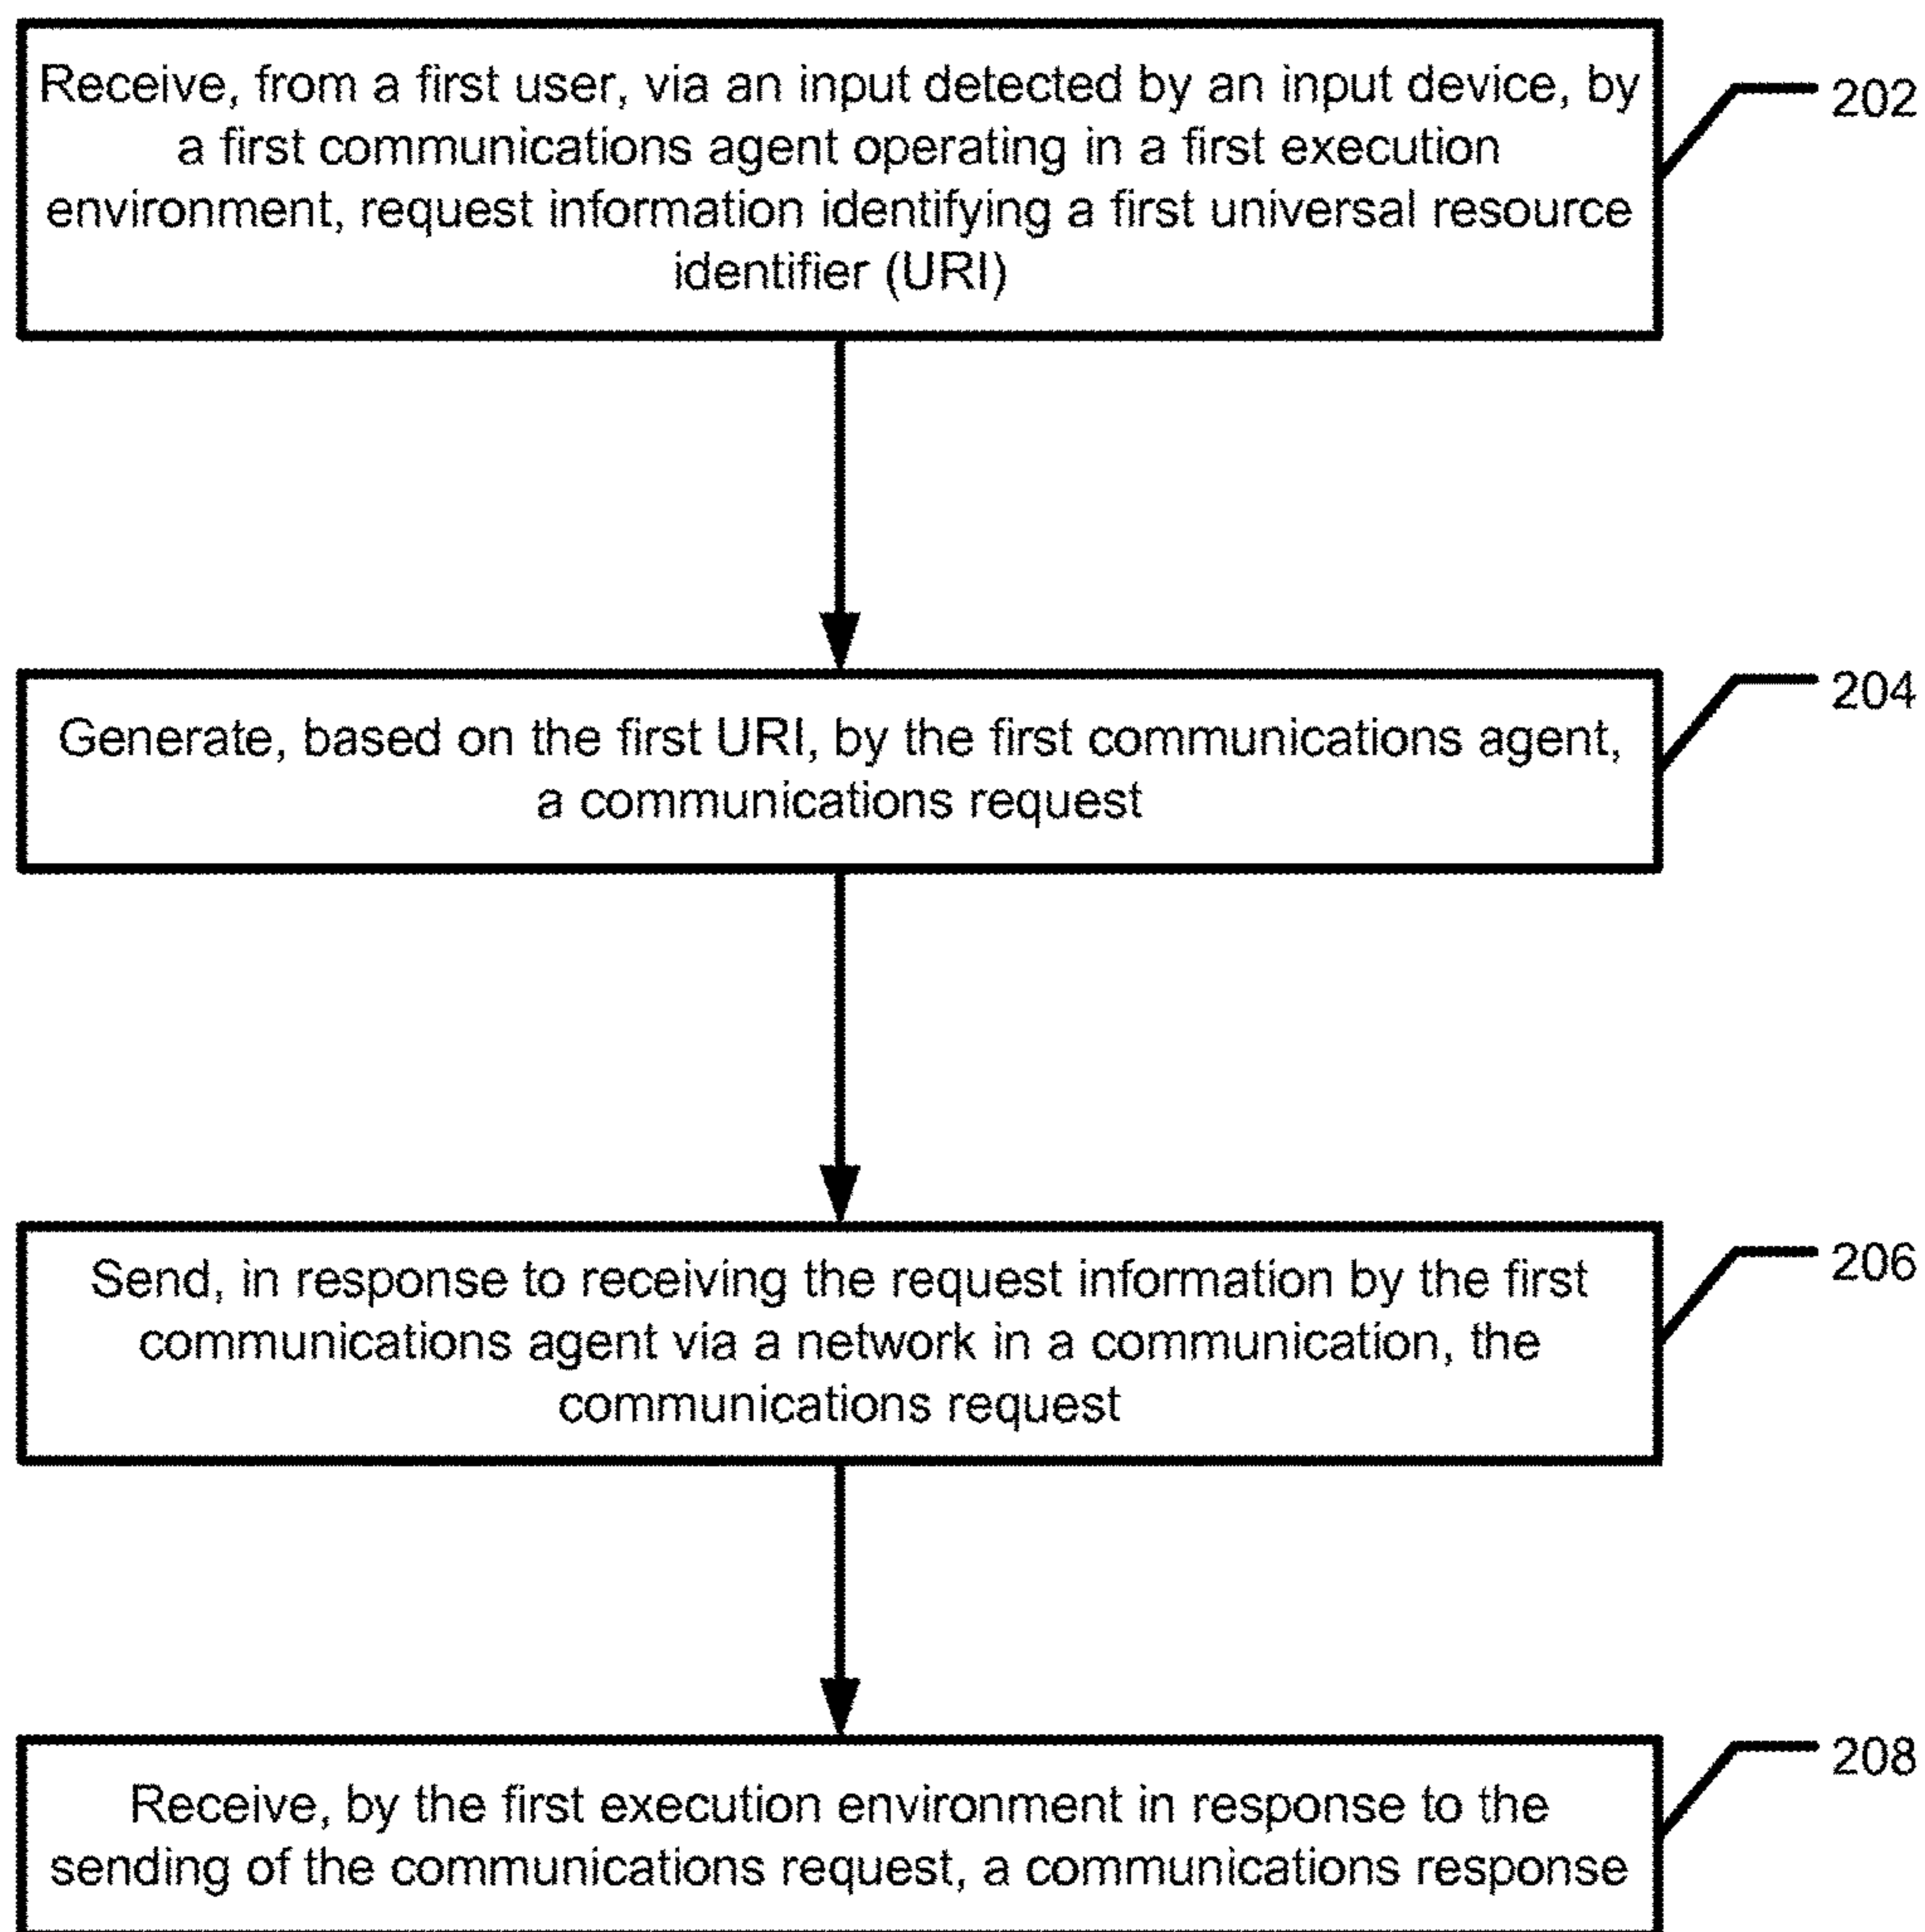 Receive, from a first user, via an input detected by an input device, by
a first communications agent operating in a first execution
environment, request information identifying a first universal resource
identifier (URI)
202
Generate, based on the first URI, by the first communications agent,
a communications request
204
Send, in response to receiving the request information by the first
communications agent via a network in a communication, the
communications request
206
Receive, by the first execution environment in response to the
sending of the communications request, a communications response
208